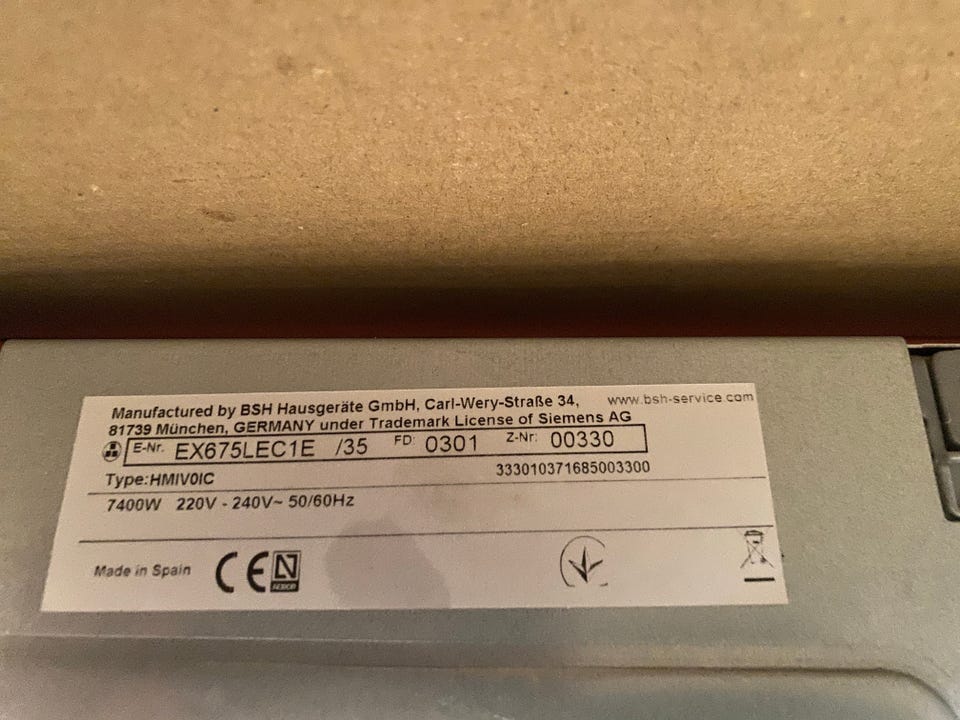 Manufactured by BSH Hausgeräte GmbH, Carl-Wery-Straße 34, www.bsh-service.com
81739 München, GERMANY under Trademark License of Siemens AG
E-Nr. EX675LEC1E /35 FD: 0301 Z-Nr: 00330
Type:HMIV0IC 333010371685003300
7400W 220V - 240V~ 50/60Hz
Made in Spain CE N AENOR